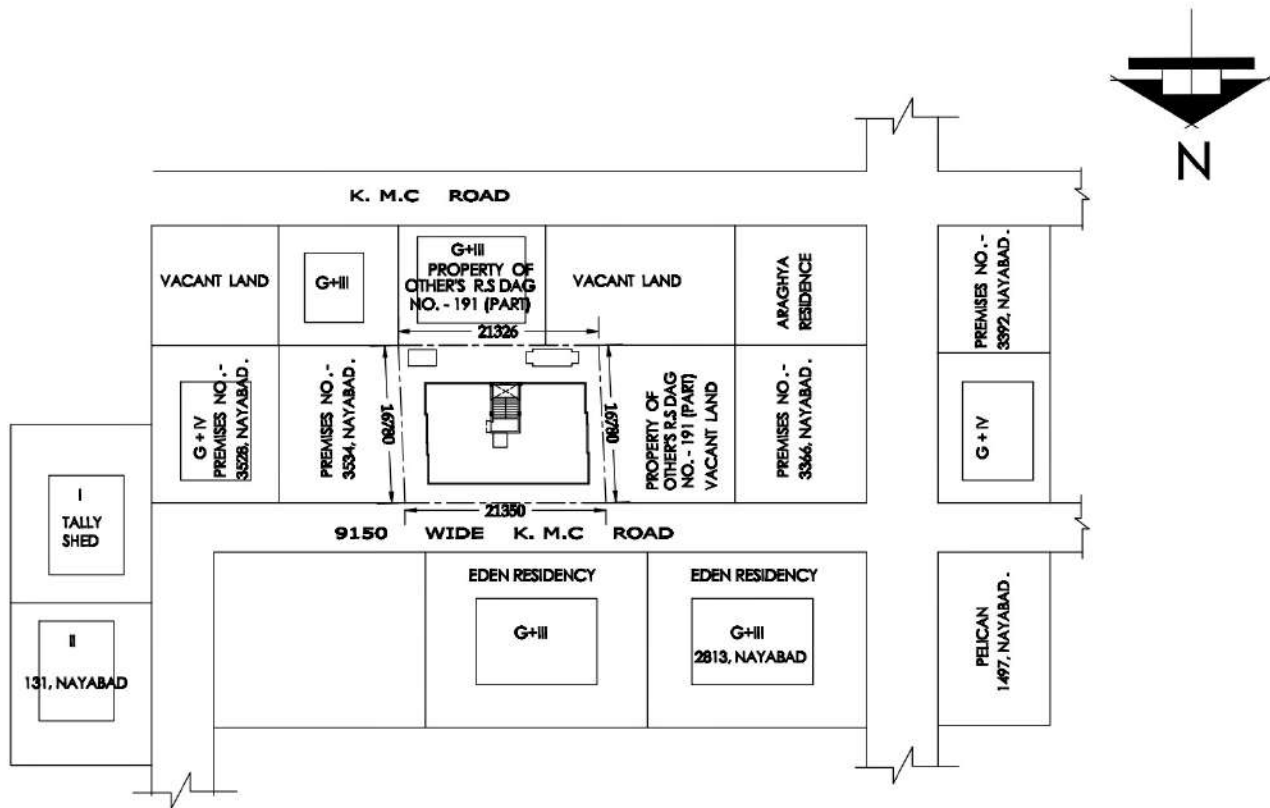 N
K. M.C ROAD
VACANT LAND
G+III
G+III
PROPERTY OF
OTHER'S R.S DAG
NO. - 191 (PART)
VACANT LAND
ARAGHYA
RESIDENCE
PREMISES NO.-
3392, NAYABAD.
21326
G + IV
PREMISES NO.-
3528, NAYABAD.
PREMISES NO.-
3534, NAYABAD.
16780
16780
PROPERTY OF
OTHER'S R.S DAG
NO. - 191 (PART)
VACANT LAND
PREMISES NO.-
3366, NAYABAD.
G + IV
21350
9150 WIDE K. M.C ROAD
I
TALLY
SHED
II
131, NAYABAD
EDEN RESIDENCY
G+III
EDEN RESIDENCY
G+III
2813, NAYABAD
PELICAN
1497, NAYABAD.